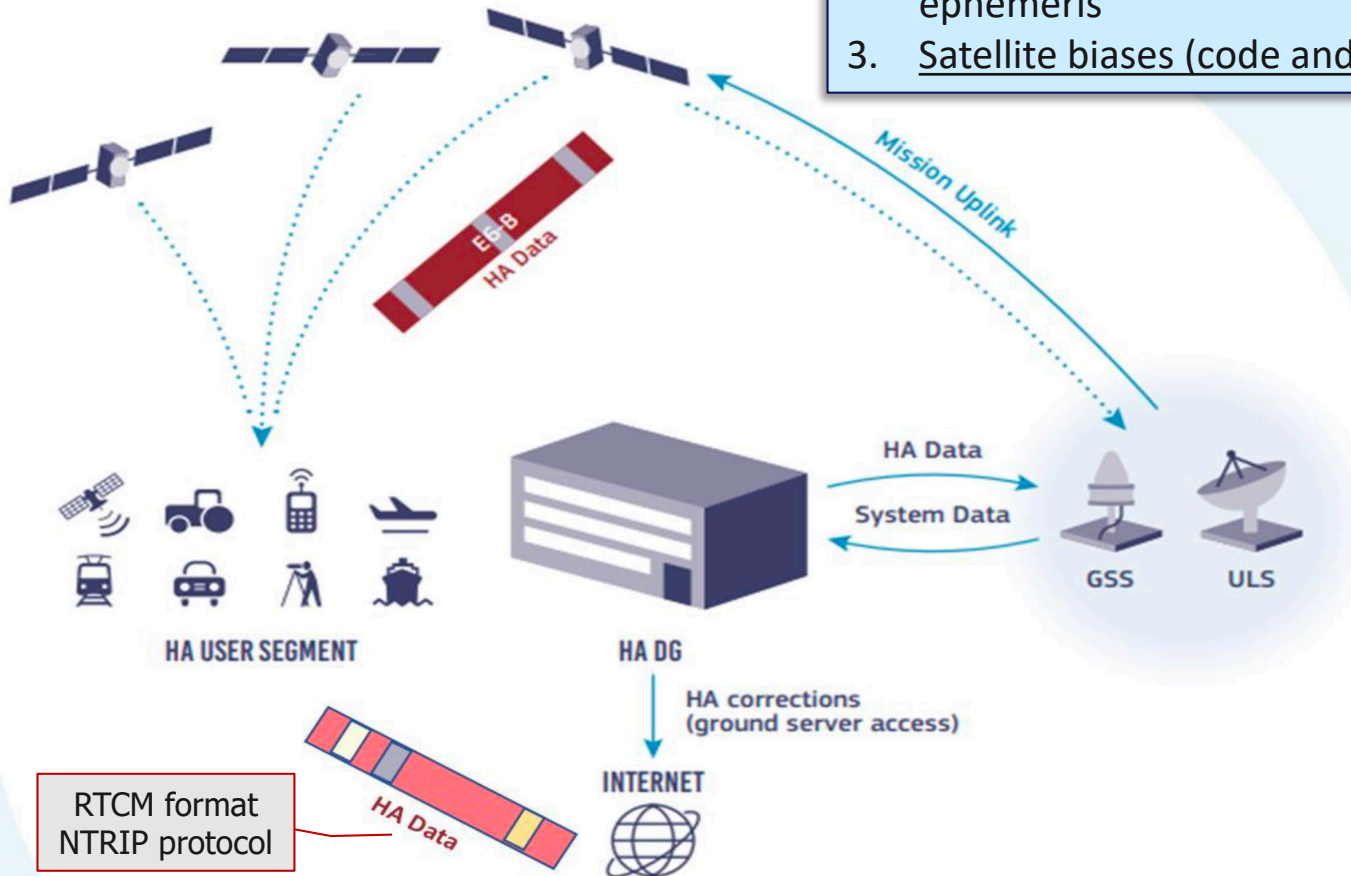 ephemeris
3. Satellite biases (code and
Mission Uplink
E6-B
HA Data
HA Data
System Data
GSS
ULS
HA USER SEGMENT
HA DG
HA corrections
(ground server access)
INTERNET
HA Data
RTCM format
NTRIP protocol